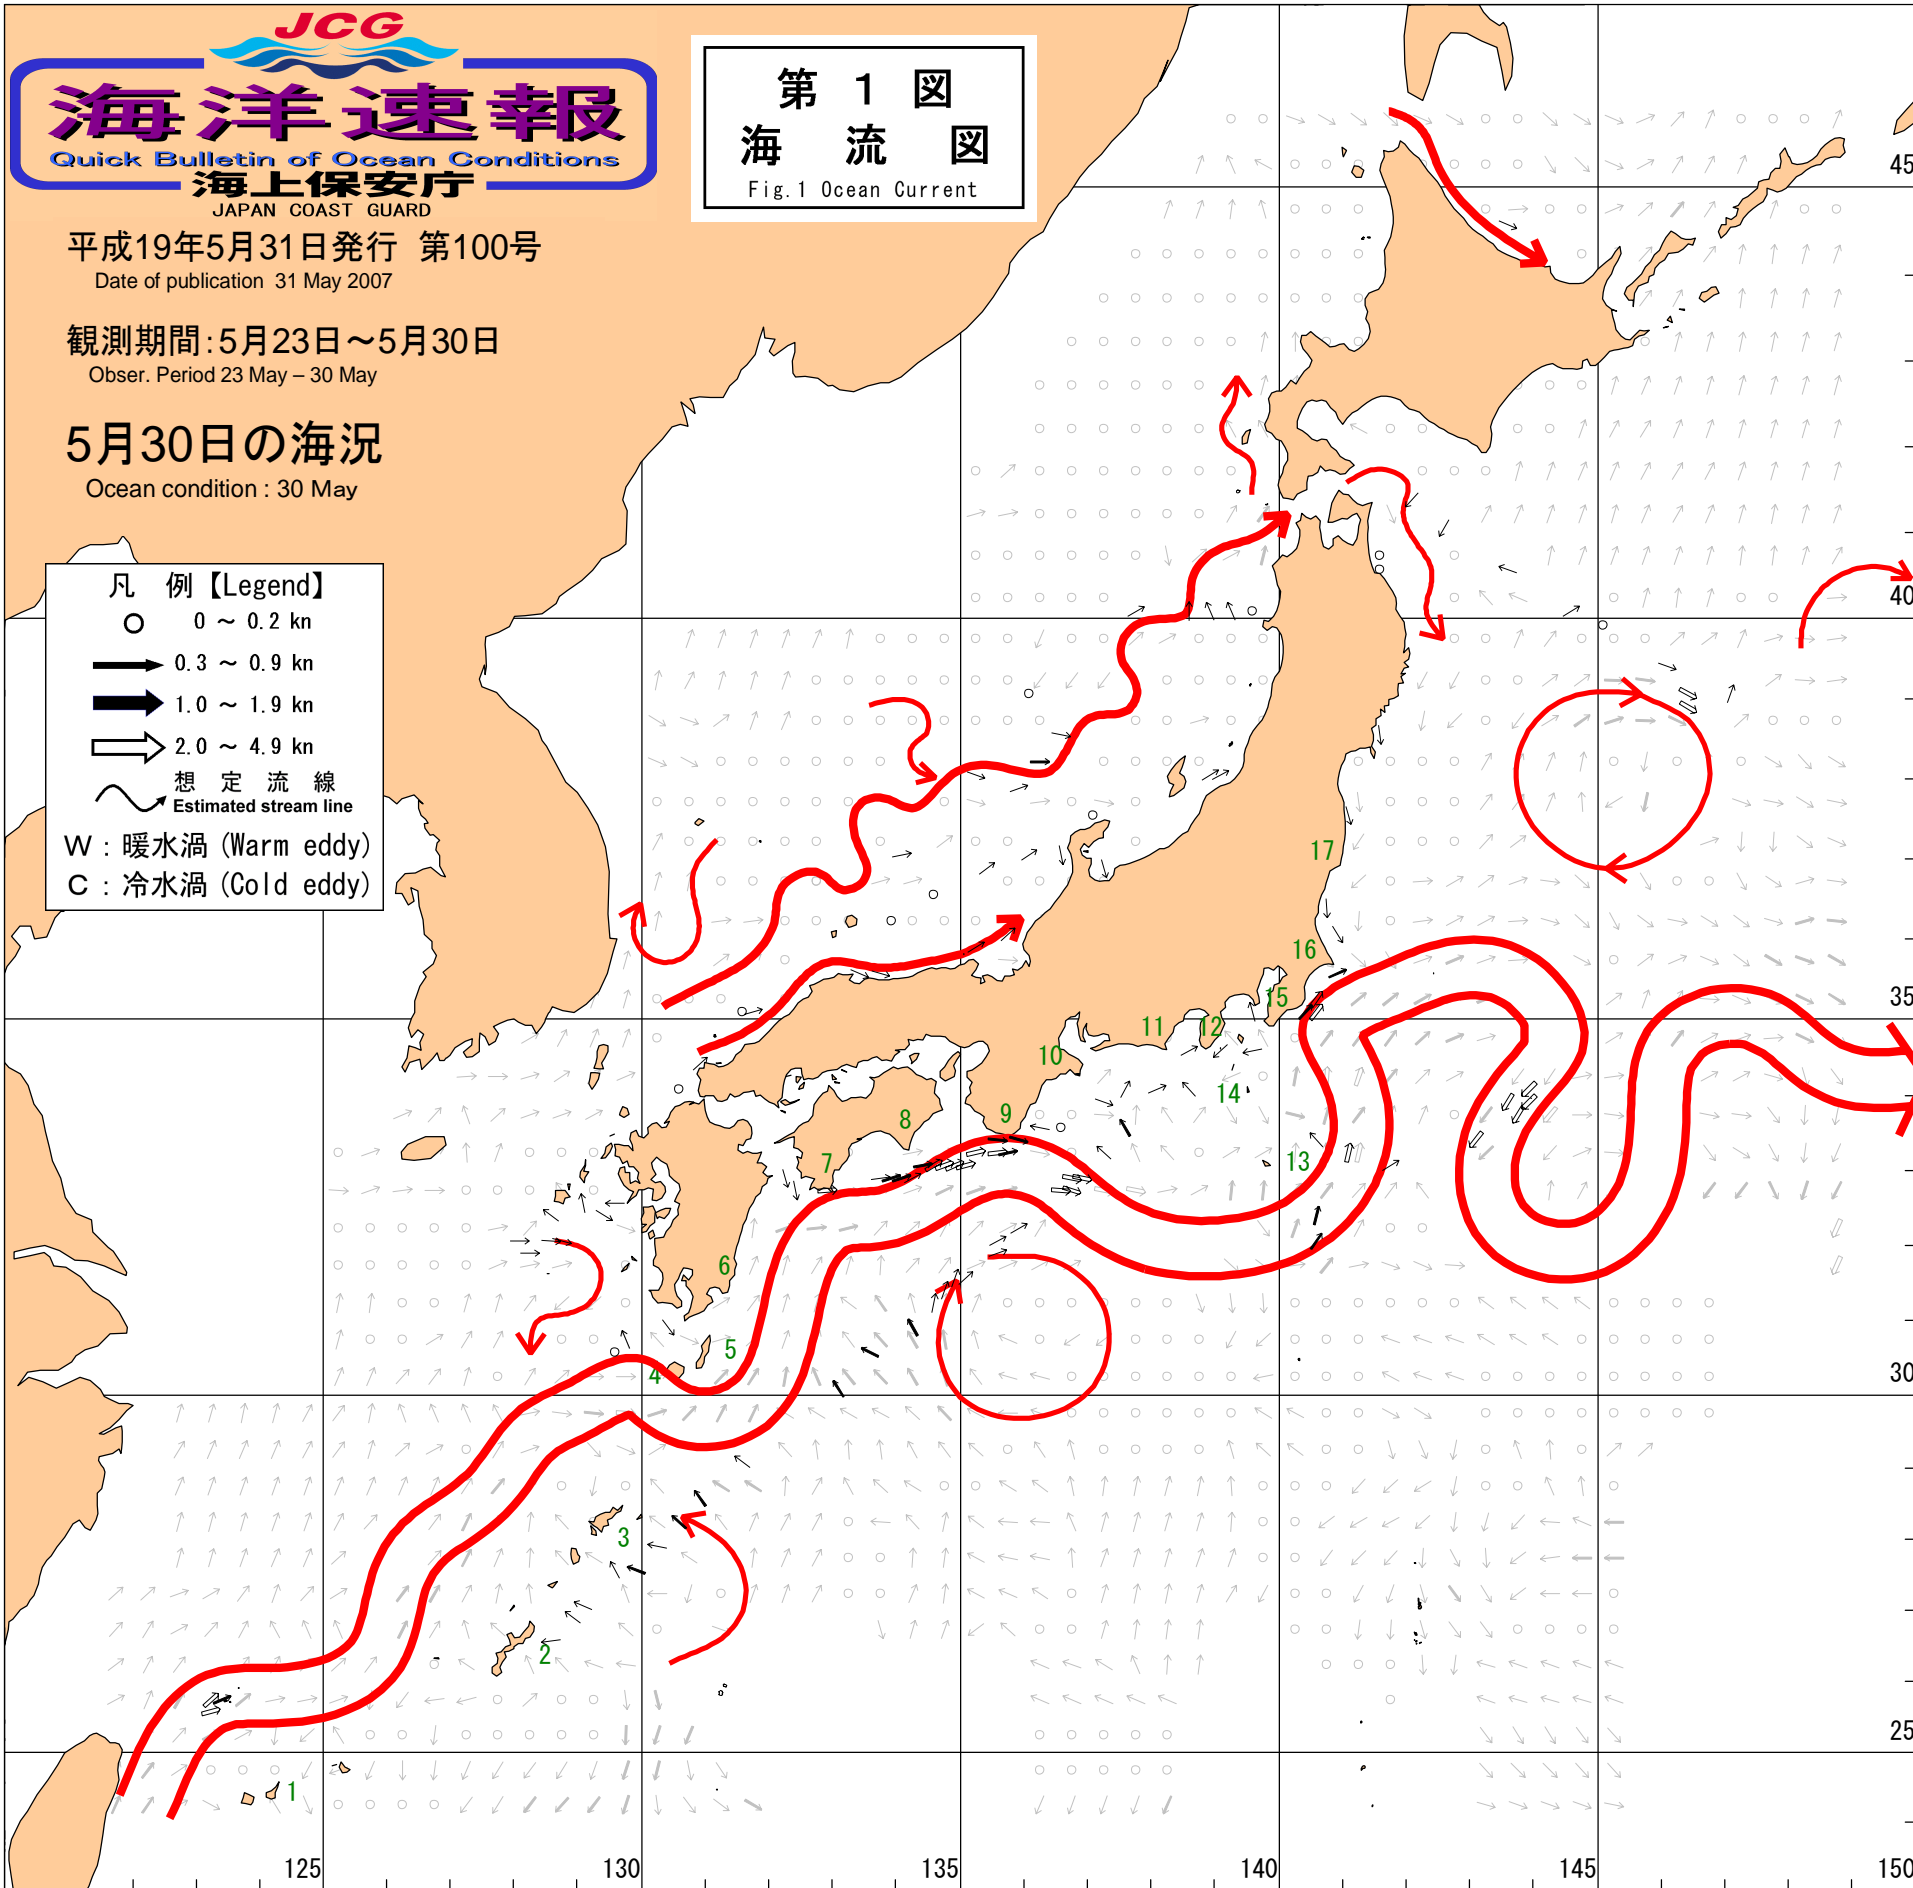 JCG
海洋速報
Quick Bulletin of Ocean Conditions
海上保安庁
JAPAN COAST GUARD
平成19年5月31日発行 第100号
Date of publication 31 May 2007
観測期間:5月23日～5月30日
Obser. Period 23 May – 30 May
5月30日の海況
Ocean condition : 30 May
第 1 図
海 流 図
Fig.1 Ocean Current
凡 例【Legend】
0 ～ 0.2 kn
0.3 ～ 0.9 kn
1.0 ～ 1.9 kn
2.0 ～ 4.9 kn
想 定 流 線
Estimated stream line
W : 暖水渦 (Warm eddy)
C : 冷水渦 (Cold eddy)
45
40
35
30
25
17
16
15
12
11
10
14
9
8
13
7
6
5
4
3
2
1
125
130
135
140
145
150